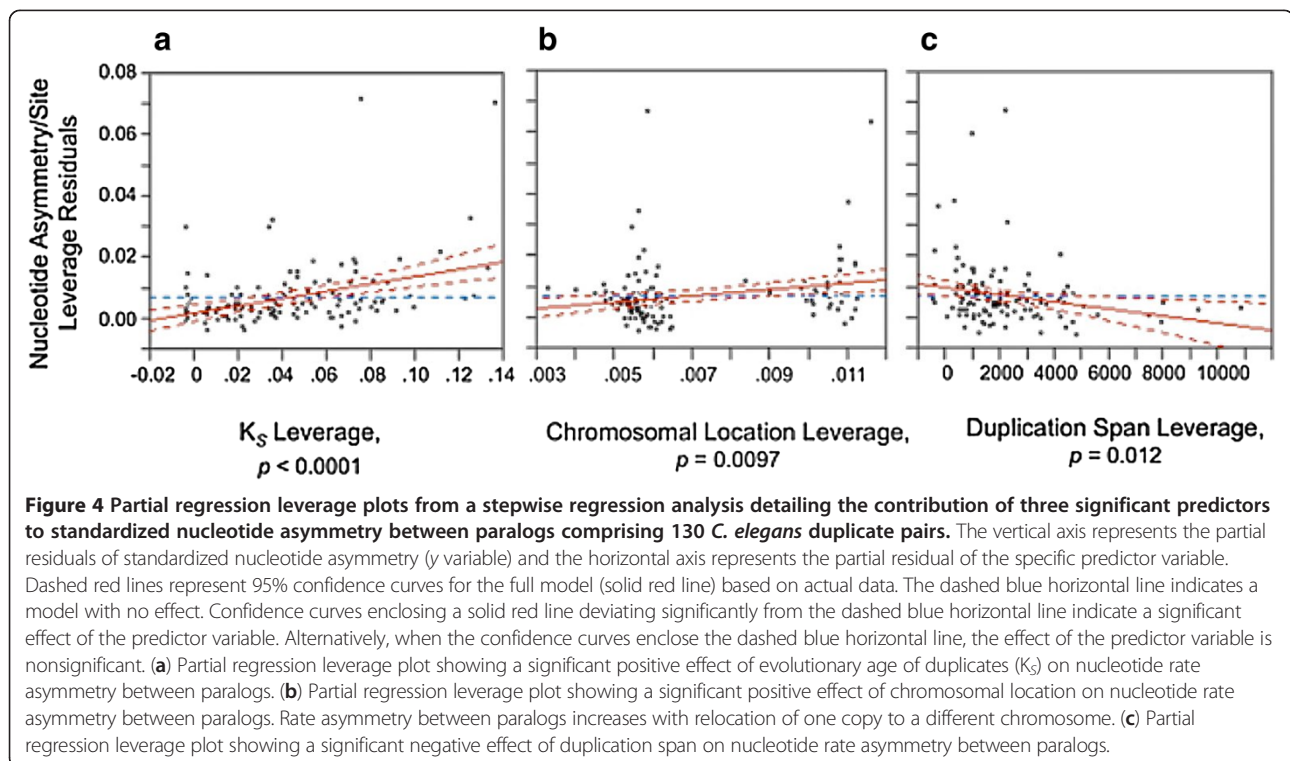 a b c
0.08
0.06
0.04
0.02
0.00
Nucleotide Asymmetry/Site
Leverage Residuals
-0.02 0 .02 .04 .06 .08 .10 .12 .14
.003 .005 .007 .009 .011
0 2000 4000 6000 8000 10000
K_S Leverage,
p < 0.0001
Chromosomal Location Leverage,
p = 0.0097
Duplication Span Leverage,
p = 0.012
Figure 4 Partial regression leverage plots from a stepwise regression analysis detailing the contribution of three significant predictors
to standardized nucleotide asymmetry between paralogs comprising 130 C. elegans duplicate pairs. The vertical axis represents the partial
residuals of standardized nucleotide asymmetry (y variable) and the horizontal axis represents the partial residual of the specific predictor variable.
Dashed red lines represent 95% confidence curves for the full model (solid red line) based on actual data. The dashed blue horizontal line indicates a
model with no effect. Confidence curves enclosing a solid red line deviating significantly from the dashed blue horizontal line indicate a significant
effect of the predictor variable. Alternatively, when the confidence curves enclose the dashed blue horizontal line, the effect of the predictor variable is
nonsignificant. (a) Partial regression leverage plot showing a significant positive effect of evolutionary age of duplicates (K_S) on nucleotide rate
asymmetry between paralogs. (b) Partial regression leverage plot showing a significant positive effect of chromosomal location on nucleotide rate
asymmetry between paralogs. Rate asymmetry between paralogs increases with relocation of one copy to a different chromosome. (c) Partial
regression leverage plot showing a significant negative effect of duplication span on nucleotide rate asymmetry between paralogs.